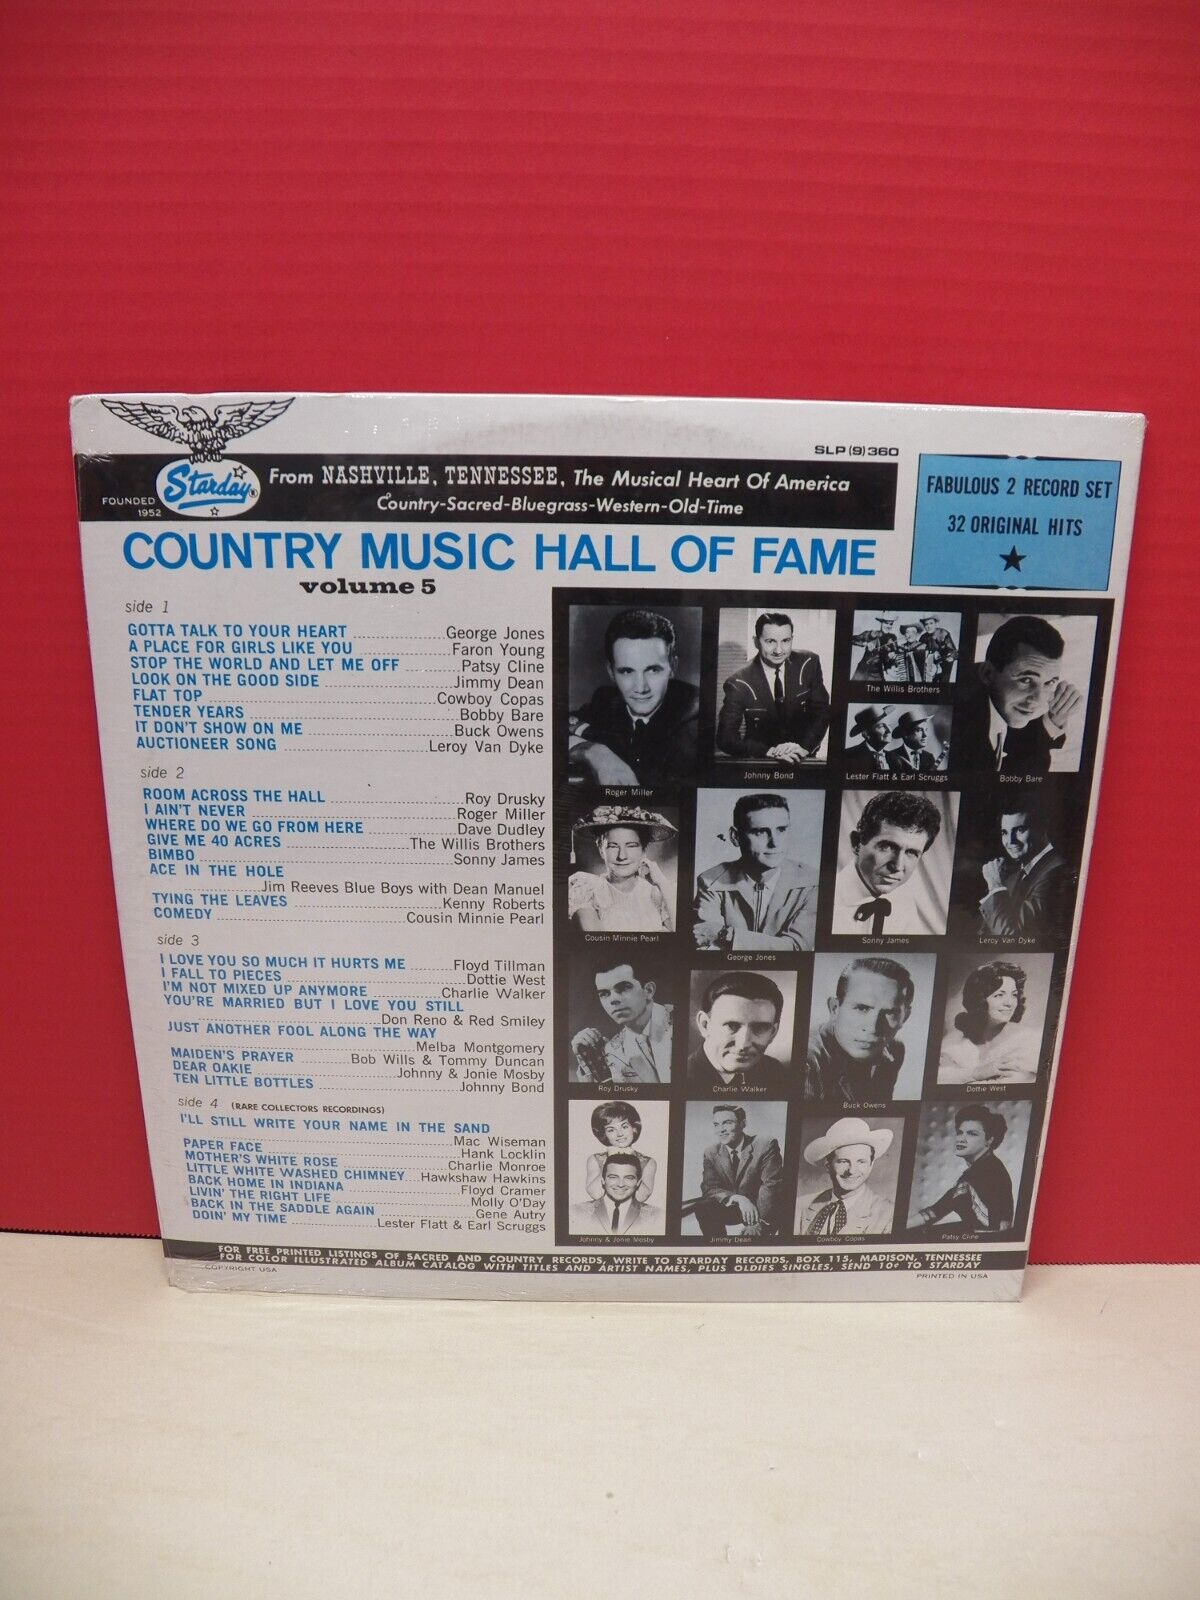 SLP (9) 360
FOUNDED
1952
Starday®
From NASHVILLE, TENNESSEE, The Musical Heart Of America
Country-Sacred-Bluegrass-Western-Old-Time
FABULOUS 2 RECORD SET
32 ORIGINAL HITS
COUNTRY MUSIC HALL OF FAME
volume 5
side 1
GOTTA TALK TO YOUR HEART George Jones
A PLACE FOR GIRLS LIKE YOU Faron Young
STOP THE WORLD AND LET ME OFF Patsy Cline
LOOK ON THE GOOD SIDE Jimmy Dean
FLAT TOP Cowboy Copas
TENDER YEARS Bobby Bare
IT DON'T SHOW ON ME Buck Owens
AUCTIONEER SONG Leroy Van Dyke
side 2
ROOM ACROSS THE HALL Roy Drusky
I AIN'T NEVER Roger Miller
WHERE DO WE GO FROM HERE Dave Dudley
GIVE ME 40 ACRES The Willis Brothers
BIMBO Sonny James
ACE IN THE HOLE
Jim Reeves Blue Boys with Dean Manuel
TYING THE LEAVES Kenny Roberts
COMEDY Cousin Minnie Pearl
side 3
I LOVE YOU SO MUCH IT HURTS ME Floyd Tillman
I FALL TO PIECES Dottie West
I'M NOT MIXED UP ANYMORE Charlie Walker
YOU'RE MARRIED BUT I LOVE YOU STILL
Don Reno & Red Smiley
JUST ANOTHER FOOL ALONG THE WAY
Melba Montgomery
MAIDEN'S PRAYER Bob Wills & Tommy Duncan
DEAR OAKIE Johnny & Jonie Mosby
TEN LITTLE BOTTLES Johnny Bond
side 4 (RARE COLLECTORS RECORDINGS)
I'LL STILL WRITE YOUR NAME IN THE SAND
Mac Wiseman
PAPER FACE Hank Locklin
MOTHER'S WHITE ROSE Charlie Monroe
LITTLE WHITE WASHED CHIMNEY Hawkshaw Hawkins
BACK HOME IN INDIANA Floyd Cramer
LIVIN' THE RIGHT LIFE Molly O'Day
BACK IN THE SADDLE AGAIN Gene Autry
DOIN' MY TIME Lester Flatt & Earl Scruggs
Roger Miller
Johnny Bond
The Willis Brothers
Lester Flatt & Earl Scruggs
Bobby Bare
Cousin Minnie Pearl
George Jones
Sonny James
Leroy Van Dyke
Roy Drusky
Charlie Walker
Buck Owens
Dottie West
Johnny & Jonie Mosby
Jimmy Dean
Cowboy Copas
Patsy Cline
FOR FREE PRINTED LISTINGS OF SACRED AND COUNTRY RECORDS, WRITE TO STARDAY RECORDS, BOX 115, MADISON, TENNESSEE
FOR COLOR ILLUSTRATED ALBUM CATALOG WITH TITLES AND ARTIST NAMES, PLUS OLDIES SINGLES, SEND 10¢ TO STARDAY
COPYRIGHT USA
PRINTED IN USA